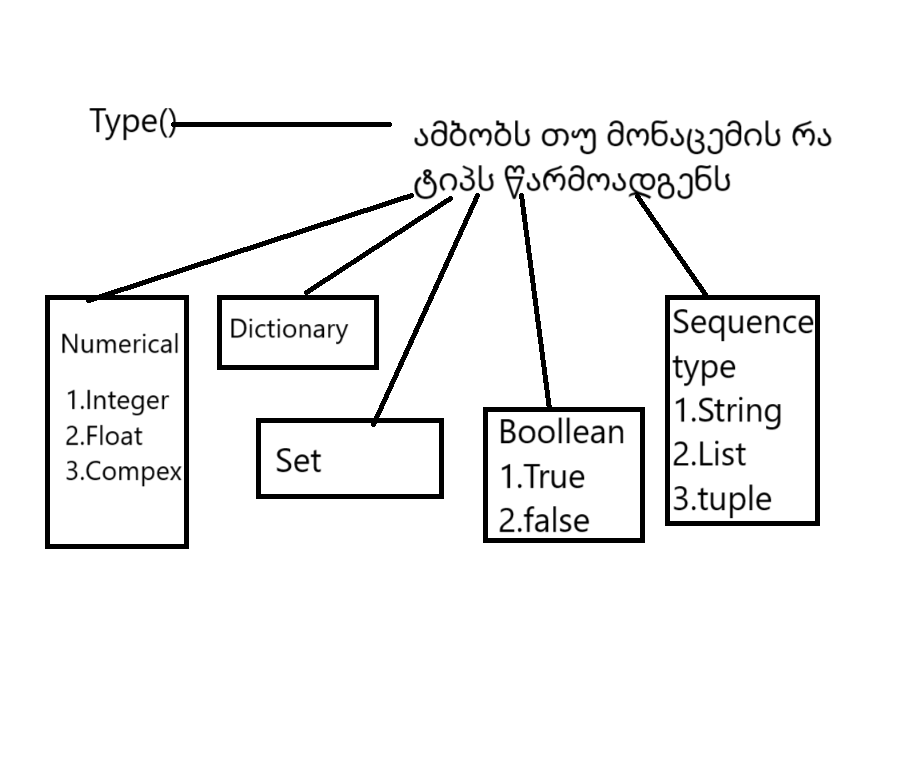 Type()
ამბობს თუ მონაცემის რა
ტიპს წარმოადგენს
Numerical
1.Integer
2.Float
3.Compex
Dictionary
Set
Boollean
1.True
2.false
Sequence
type
1.String
2.List
3.tuple